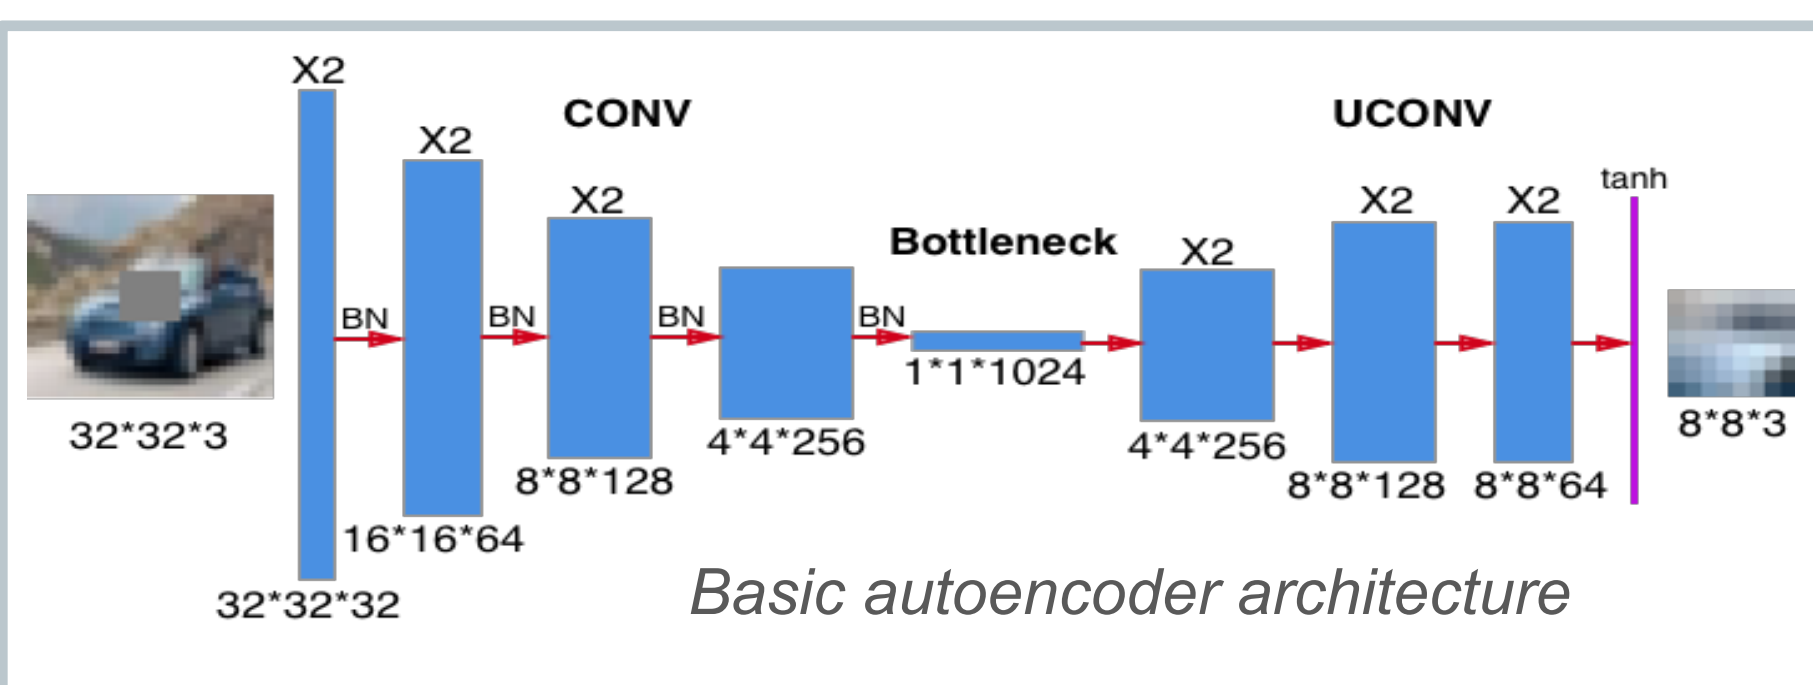 X2
X2
CONV
UCONV
X2
X2
X2
tanh
Bottleneck
X2
BN
BN
BN
BN
1*1*1024
32*32*3
8*8*3
4*4*256
4*4*256
8*8*128
8*8*128
8*8*64
16*16*64
32*32*32
Basic autoencoder architecture